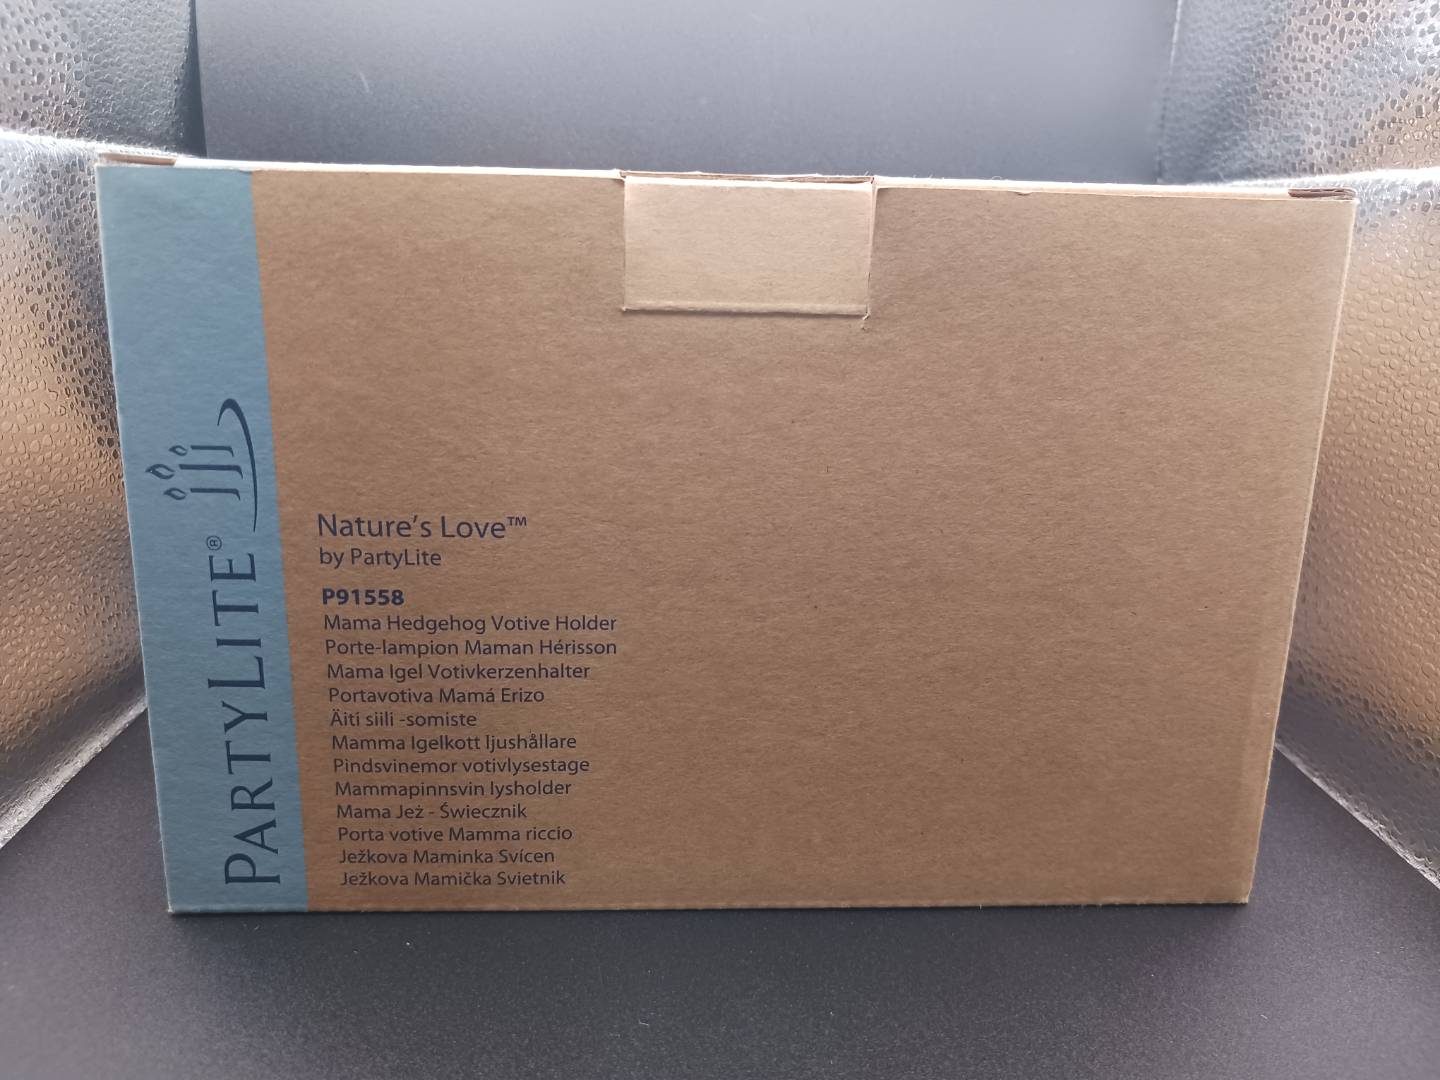 PARTYLITE®
Nature's Love™
by PartyLite
P91558
Mama Hedgehog Votive Holder
Porte-lampion Maman Hérisson
Mama Igel Votivkerzenhalter
Portavotiva Mamá Erizo
Äiti siili -somiste
Mamma Igelkott ljushållare
Pindsvinemor votivlysestage
Mammapinnsvin lysholder
Mama Jeż - Świecznik
Porta votive Mamma riccio
Ježkova Maminka Svícen
Ježkova Mamička Svietnik